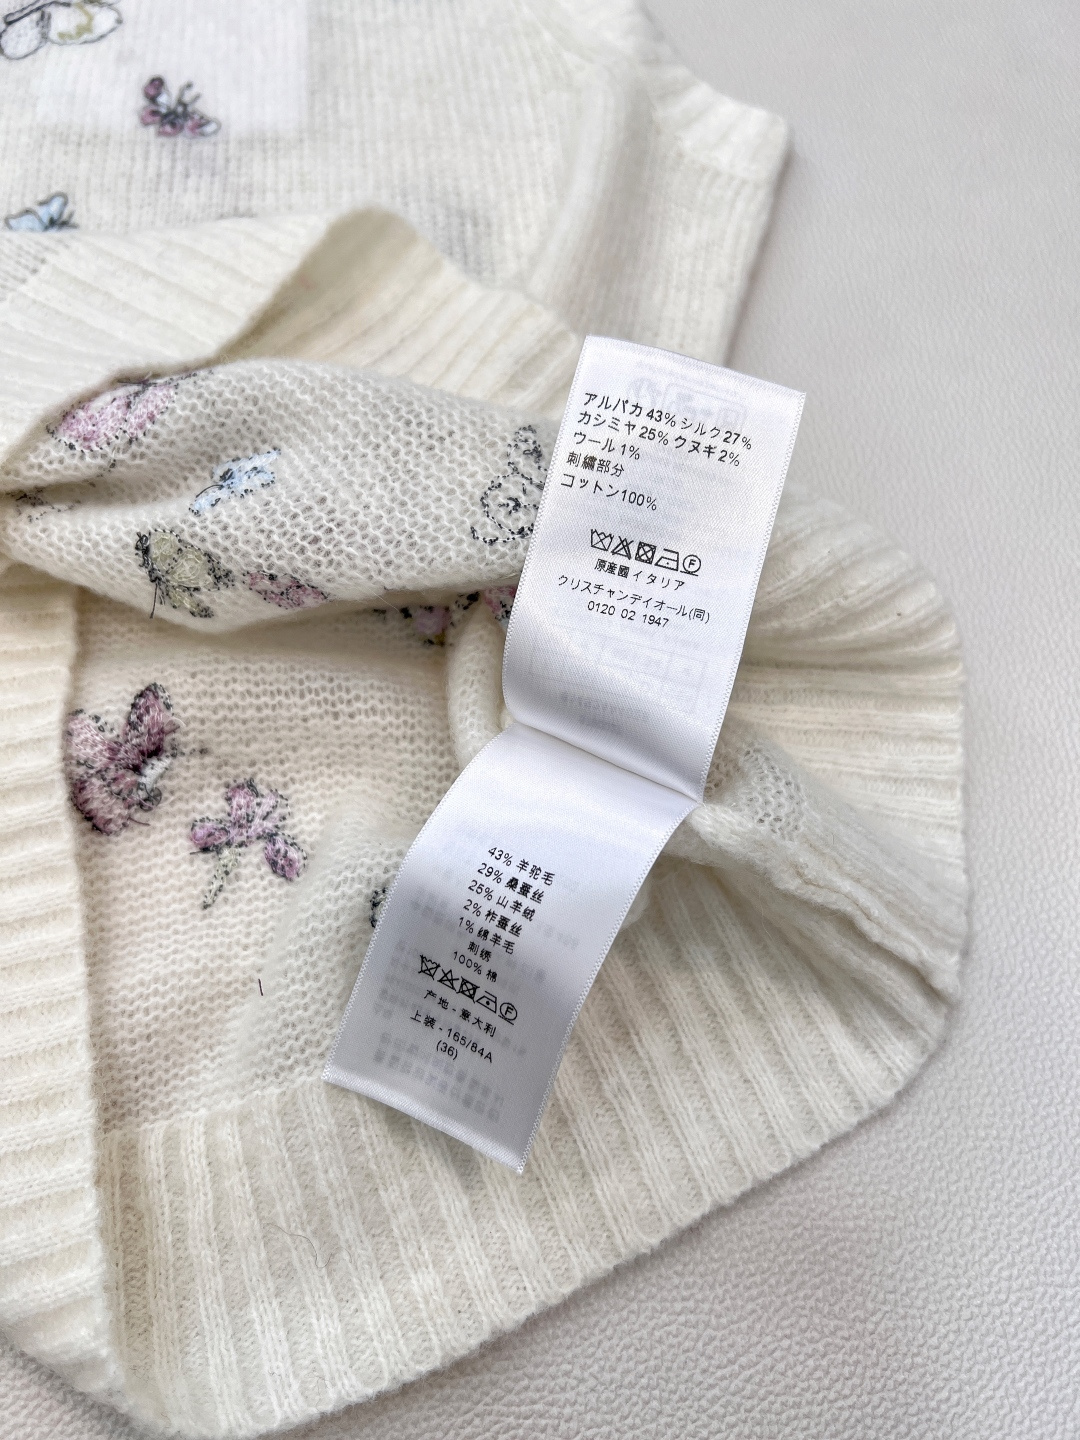 アルパカ 43% シルク 27%
カシミヤ 25% クヌギ 2%
ウール 1%
刺繍部分
コットン100%
原産國イタリア
クリスチャンディオール(同)
0120 02 1947
43% 羊驼毛
29% 桑蚕丝
25% 山羊绒
2% 柞蚕丝
1% 绵羊毛
刺绣
100% 棉
产地 - 意大利
上装 - 165/84A
(36)